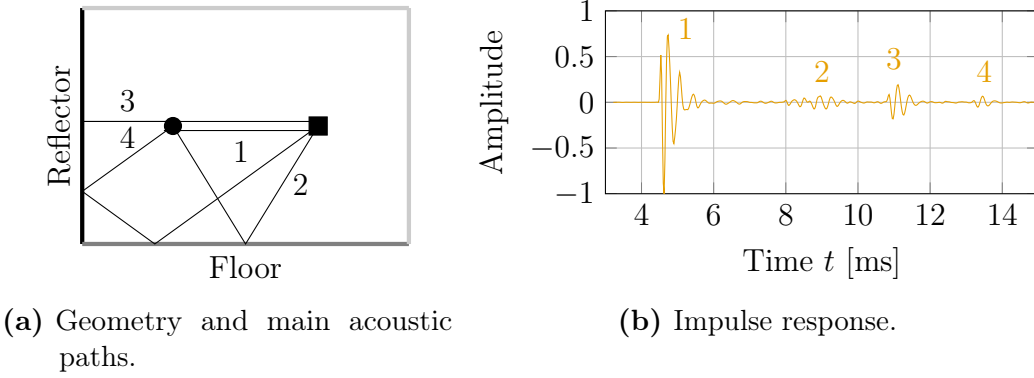 Reflector
3
4
1
2
Floor
(a) Geometry and main acoustic
paths.
Amplitude
1
0.5
0
−0.5
−1
1
2
3
4
4 6 8 10 12 14
Time t [ms]
(b) Impulse response.